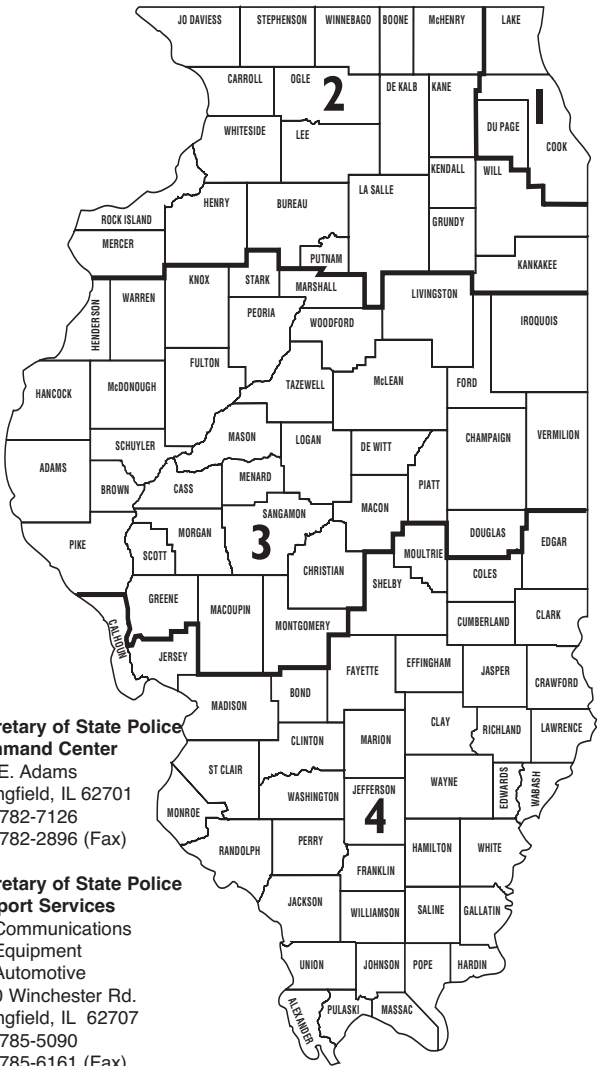 JO DAVIESS STEPHENSON WINNEBAGO BOONE McHENRY LAKE
CARROLL OGLE 2 DE KALB KANE I
DU PAGE COOK
WHITESIDE LEE
KENDALL WILL
LA SALLE
HENRY BUREAU
ROCK ISLAND GRUNDY
MERCER
PUTNAM KANKAKEE
KNOX STARK MARSHALL
HENDERSON WARREN LIVINGSTON
PEORIA WOODFORD IROQUOIS
FULTON
HANCOCK McDONOUGH TAZEWELL McLEAN FORD
MASON LOGAN CHAMPAIGN VERMILION
SCHUYLER DE WITT
ADAMS
BROWN CASS MENARD PIATT
MACON
SANGAMON
PIKE SCOTT MORGAN 3 DOUGLAS EDGAR
MOULTRIE
CHRISTIAN SHELBY COLES
GREENE MACOUPIN
CALHOUN MONTGOMERY CUMBERLAND CLARK
JERSEY
FAYETTE EFFINGHAM JASPER CRAWFORD
MADISON BOND
CLAY RICHLAND LAWRENCE
CLINTON MARION
ST CLAIR
WAYNE EDWARDS WABASH
WASHINGTON JEFFERSON
MONROE 4
RANDOLPH PERRY HAMILTON WHITE
FRANKLIN
JACKSON WILLIAMSON SALINE GALLATIN
UNION JOHNSON POPE HARDIN
ALEXANDER PULASKI MASSAC
retary of State Police
mmand Center
E. Adams
ngfield, IL 62701
782-7126
782-2896 (Fax)
retary of State Police
port Services
Communications
Equipment
Automotive
0 Winchester Rd.
ngfield, IL 62707
785-5090
785-6161 (Fax)